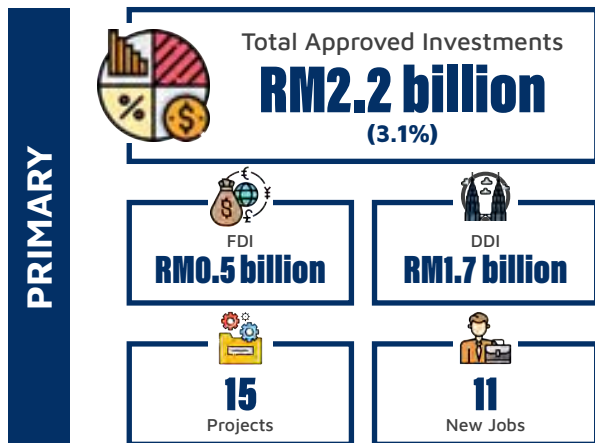 PRIMARY
Total Approved Investments
RM2.2 billion
(3.1%)
FDI
RM0.5 billion
DDI
RM1.7 billion
15
Projects
11
New Jobs